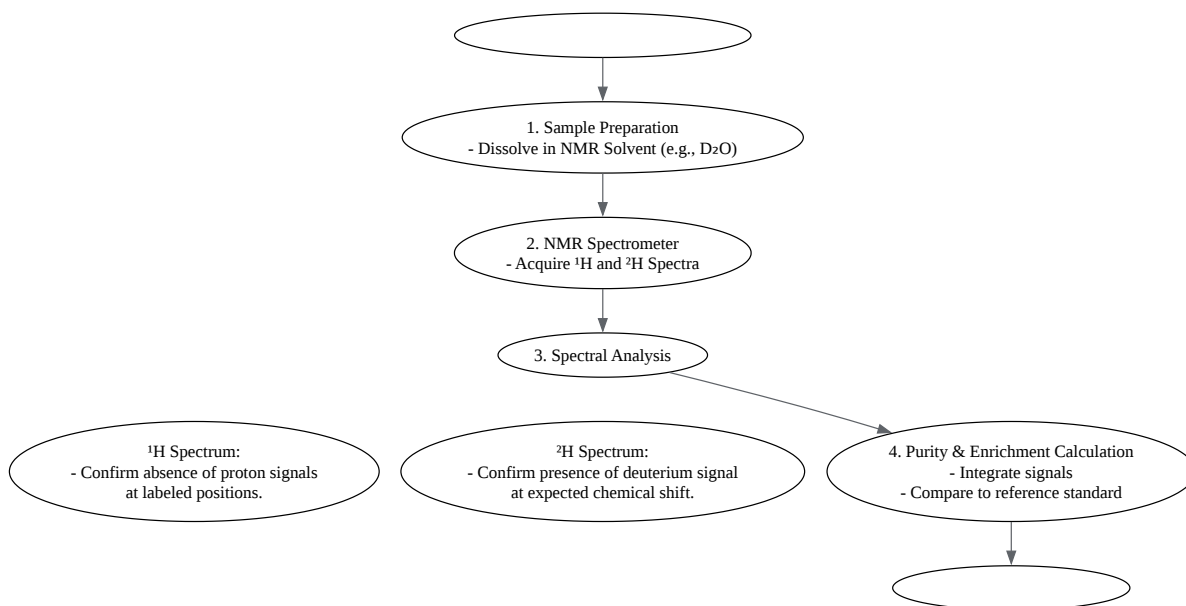 1. Sample Preparation
- Dissolve in NMR Solvent (e.g., D₂O)
2. NMR Spectrometer
- Acquire ¹H and ²H Spectra
3. Spectral Analysis
¹H Spectrum:
- Confirm absence of proton signals
at labeled positions.
²H Spectrum:
- Confirm presence of deuterium signal
at expected chemical shift.
4. Purity & Enrichment Calculation
- Integrate signals
- Compare to reference standard